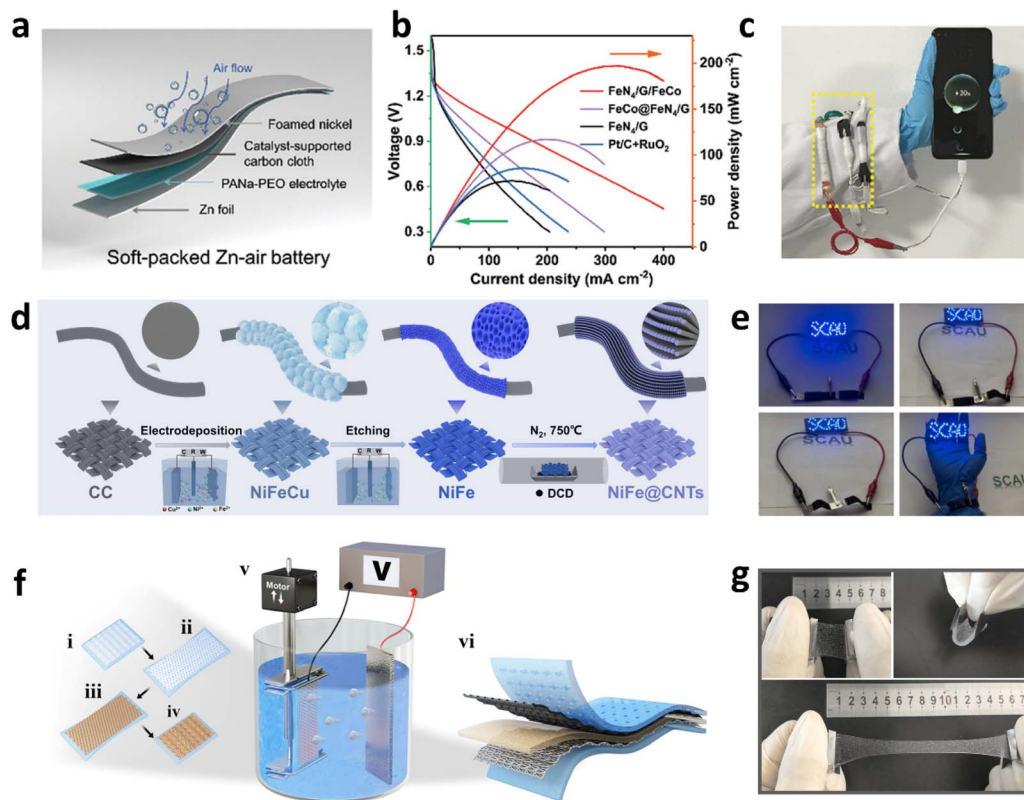 a
Air flow
Foamed nickel
Catalyst-supported
carbon cloth
PANa-PEO electrolyte
Zn foil
Soft-packed Zn-air battery
b
Voltage (V)
1.5
1.2
0.9
0.6
0.3
0
100
200
300
400
Current density (mA cm⁻²)
200
150
100
50
0
Power density (mW cm⁻²)
FeN₄/G/FeCo
FeCo@FeN₄/G
FeN₄/G
Pt/C+RuO₂
c
d
CC
Electrodeposition
C R W
Cu²⁺ Ni²⁺ Fe²⁺
NiFeCu
Etching
C R W
NiFe
N₂, 750℃
DCD
NiFe@CNTs
e
SCAU
SCAU
SCAU
SCAU
SCAU
SCAU
SCAU
f
i
ii
iii
iv
v
Motor
V
vi
g
1 2 3 4 5 6 7 8
1 2 3 4 5 6 7 8 9 10 1 2 3 4 5 6 7